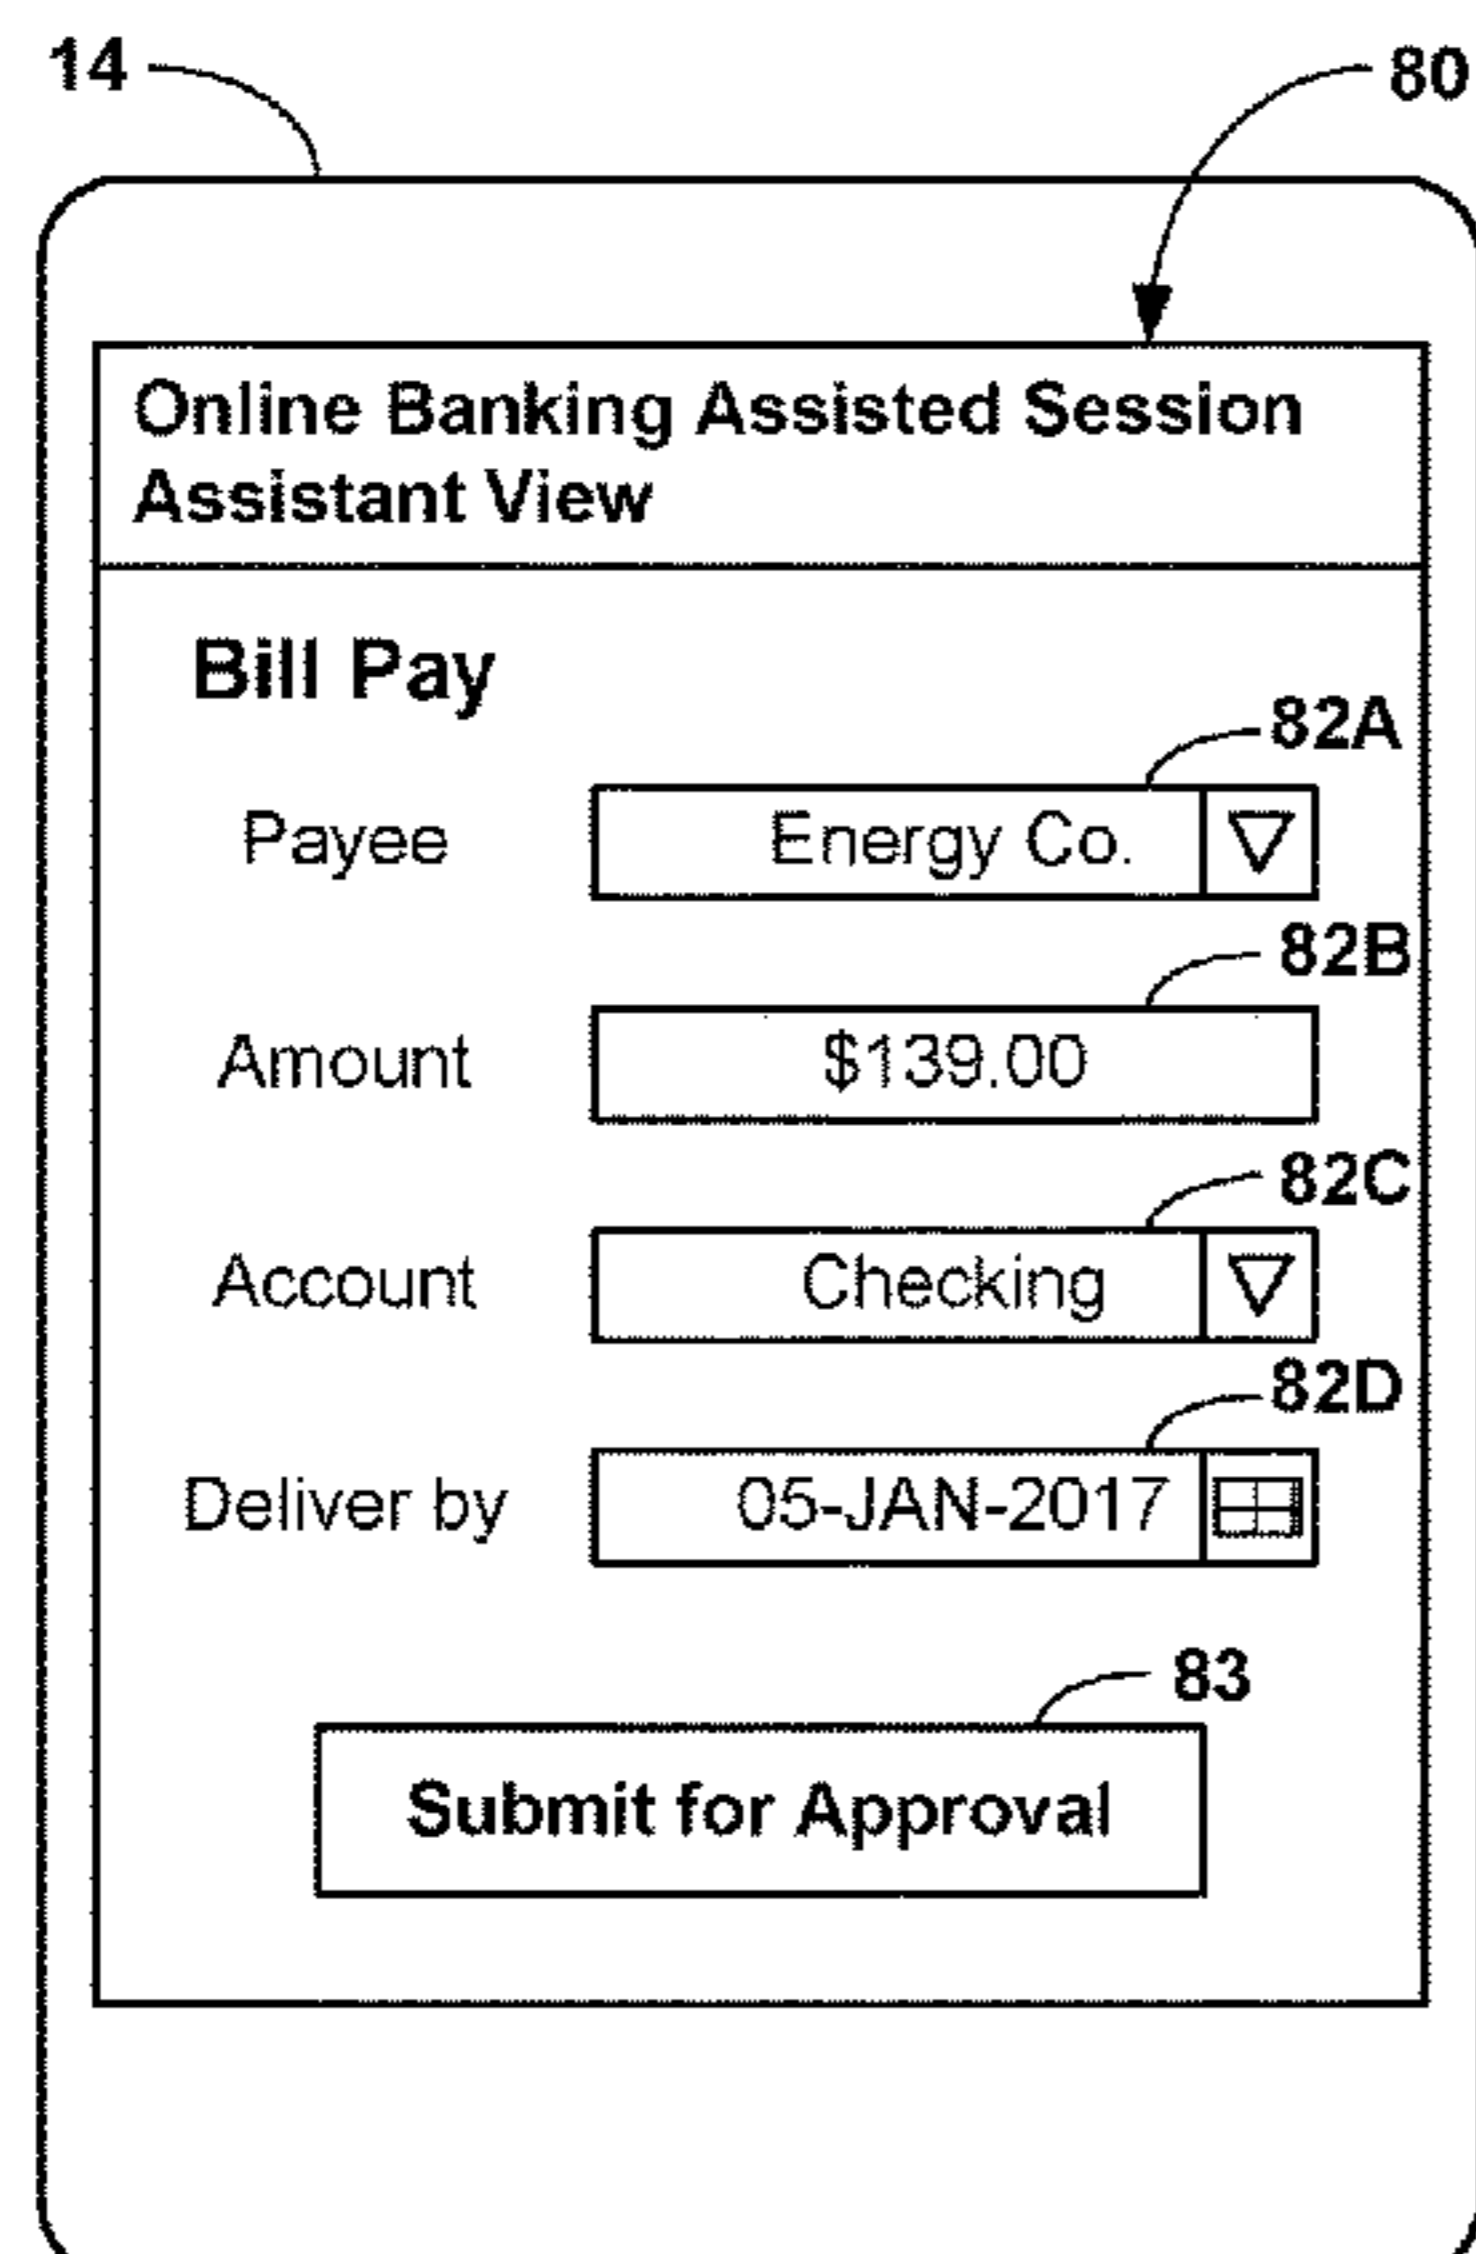 14
80
Online Banking Assisted Session
Assistant View
Bill Pay
82A
Payee Energy Co.
82B
Amount $139.00
82C
Account Checking
82D
Deliver by 05-JAN-2017
83
Submit for Approval